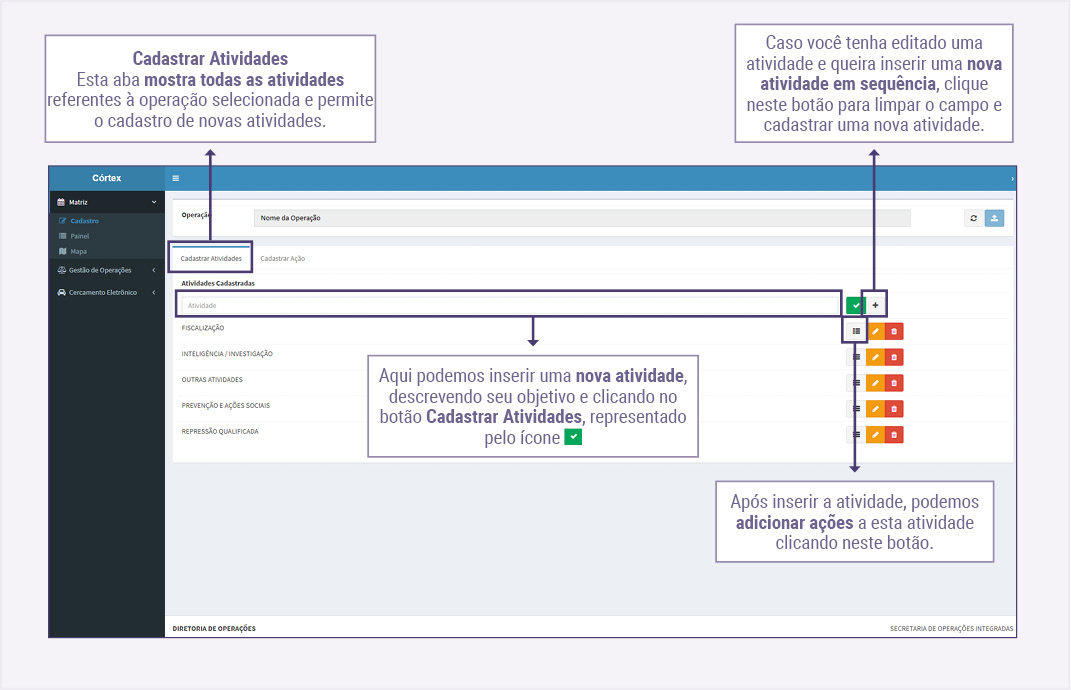 Cadastrar Atividades
Esta aba mostra todas as atividades
referentes à operação selecionada e permite
o cadastro de novas atividades.
Caso você tenha editado uma
atividade e queira inserir uma nova
atividade em sequência, clique
neste botão para limpar o campo e
cadastrar uma nova atividade.
Córtex
Matriz
Cadastro
Painel
Mapa
Gestão de Operações
Cercamento Eletrônico
Operação
Nome da Operação
Cadastrar Atividades
Cadastrar Ação
Atividades Cadastradas
Atividade
FISCALIZAÇÃO
INTELIGÊNCIA / INVESTIGAÇÃO
OUTRAS ATIVIDADES
PREVENÇÃO E AÇÕES SOCIAIS
REPRESSÃO QUALIFICADA
Aqui podemos inserir uma nova atividade,
descrevendo seu objetivo e clicando no
botão Cadastrar Atividades, representado
pelo ícone
Após inserir a atividade, podemos
adicionar ações a esta atividade
clicando neste botão.
DIRETORIA DE OPERAÇÕES
SECRETARIA DE OPERAÇÕES INTEGRADAS